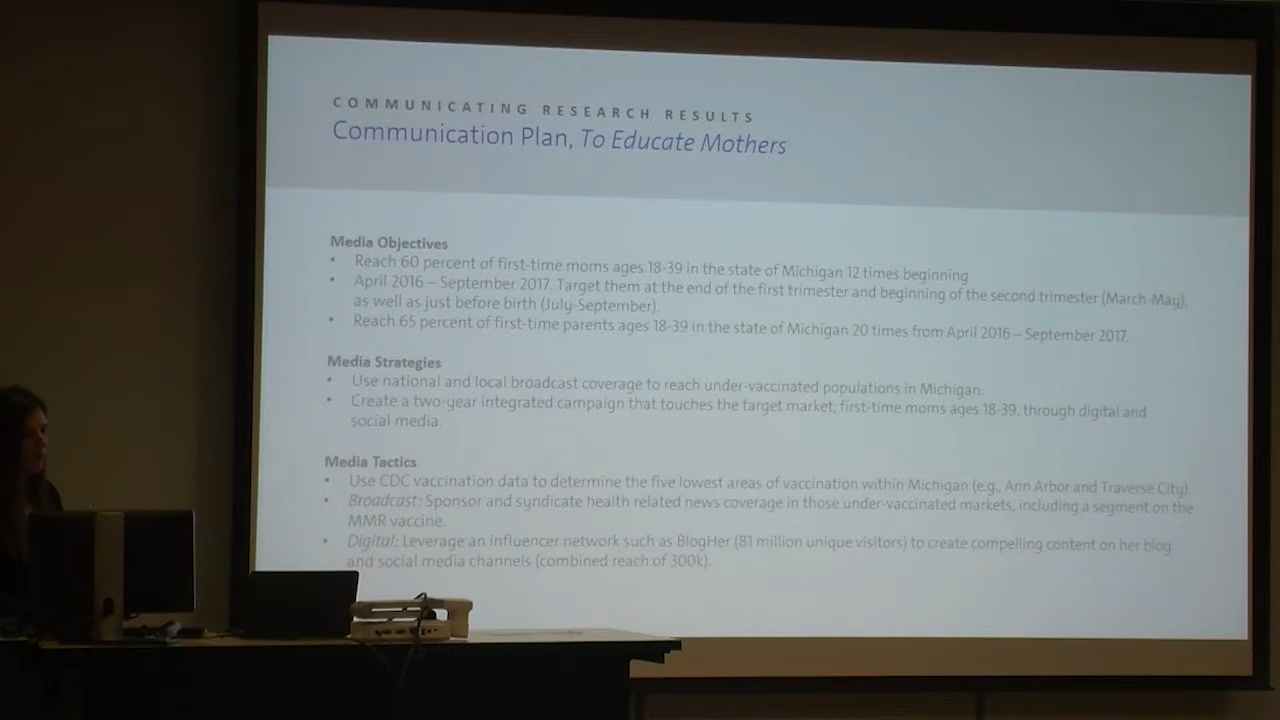 COMMUNICATING RESEARCH RESULTS
Communication Plan, To Educate Mothers
Media Objectives
• Reach 60 percent of first-time moms ages 18-39 in the state of Michigan 12 times beginning
• April 2016 – September 2017. Target them at the end of the first trimester and beginning of the second trimester (March-May),
as well as just before birth (July-September).
• Reach 65 percent of first-time parents ages 18-39 in the state of Michigan 20 times from April 2016 – September 2017.
Media Strategies
• Use national and local broadcast coverage to reach under-vaccinated populations in Michigan.
• Create a two-year integrated campaign that touches the target market, first-time moms ages 18-39, through digital and
social media.
Media Tactics
• Use CDC vaccination data to determine the five lowest areas of vaccination within Michigan (e.g., Ann Arbor and Traverse City).
• Broadcast: Sponsor and syndicate health related news coverage in those under-vaccinated markets, including a segment on the
MMR vaccine.
• Digital: Leverage an influencer network such as BlogHer (81 million unique visitors) to create compelling content on her blog
and social media channels (combined reach of 300k).